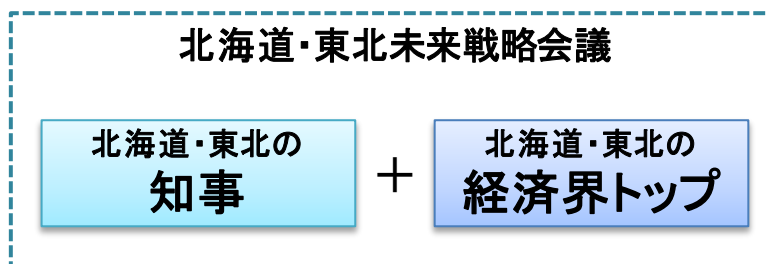 北海道・東北未来戦略会議
北海道・東北の
知事
+
北海道・東北の
経済界トップ